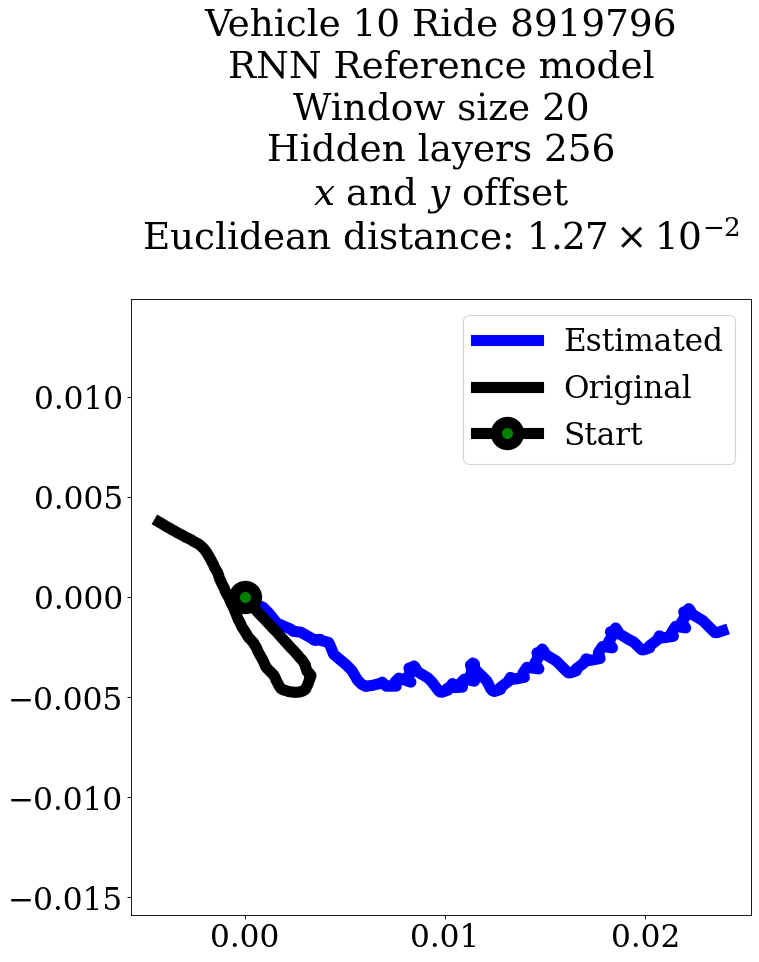 Vehicle 10 Ride 8919796
RNN Reference model
Window size 20
Hidden layers 256
x and y offset
Euclidean distance: 1.27 × 10⁻²
Estimated
Original
Start
0.010
0.005
0.000
−0.005
−0.010
−0.015
0.00 0.01 0.02